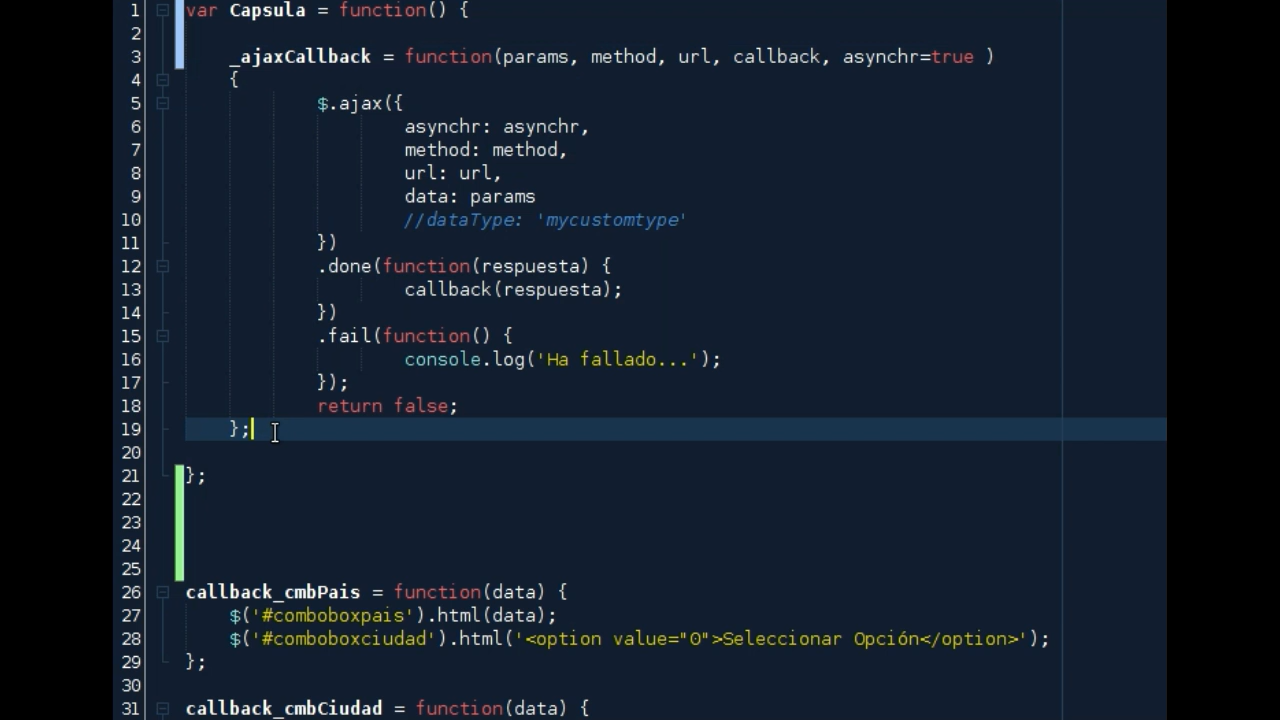 1 var Capsula = function() {
2
3 _ajaxCallback = function(params, method, url, callback, asynchr=true )
4 {
5 $.ajax({
6 asynchr: asynchr,
7 method: method,
8 url: url,
9 data: params
10 //dataType: 'mycustomtype'
11 })
12 .done(function(respuesta) {
13 callback(respuesta);
14 })
15 .fail(function() {
16 console.log('Ha fallado...');
17 });
18 return false;
19 };
20
21 };
22
23
24
25
26 callback_cmbPais = function(data) {
27 $('#comboboxpais').html(data);
28 $('#comboboxciudad').html('<option value="0">Seleccionar Opción</option>');
29 };
30
31 callback_cmbCiudad = function(data) {